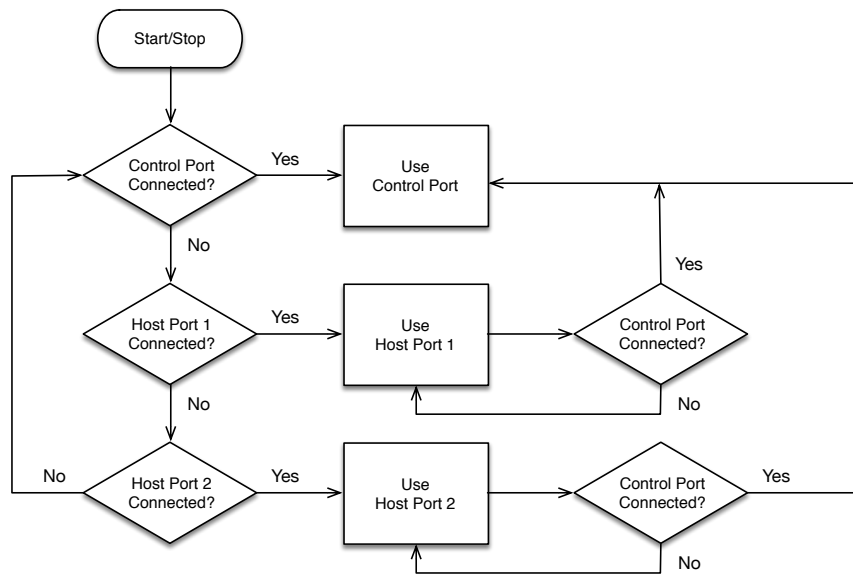 Start/Stop
Control Port
Connected?
Yes
Use
Control Port
No
Yes
Host Port 1
Connected?
Yes
Use
Host Port 1
Control Port
Connected?
No
No
No
Host Port 2
Connected?
Yes
Use
Host Port 2
Control Port
Connected?
Yes
No